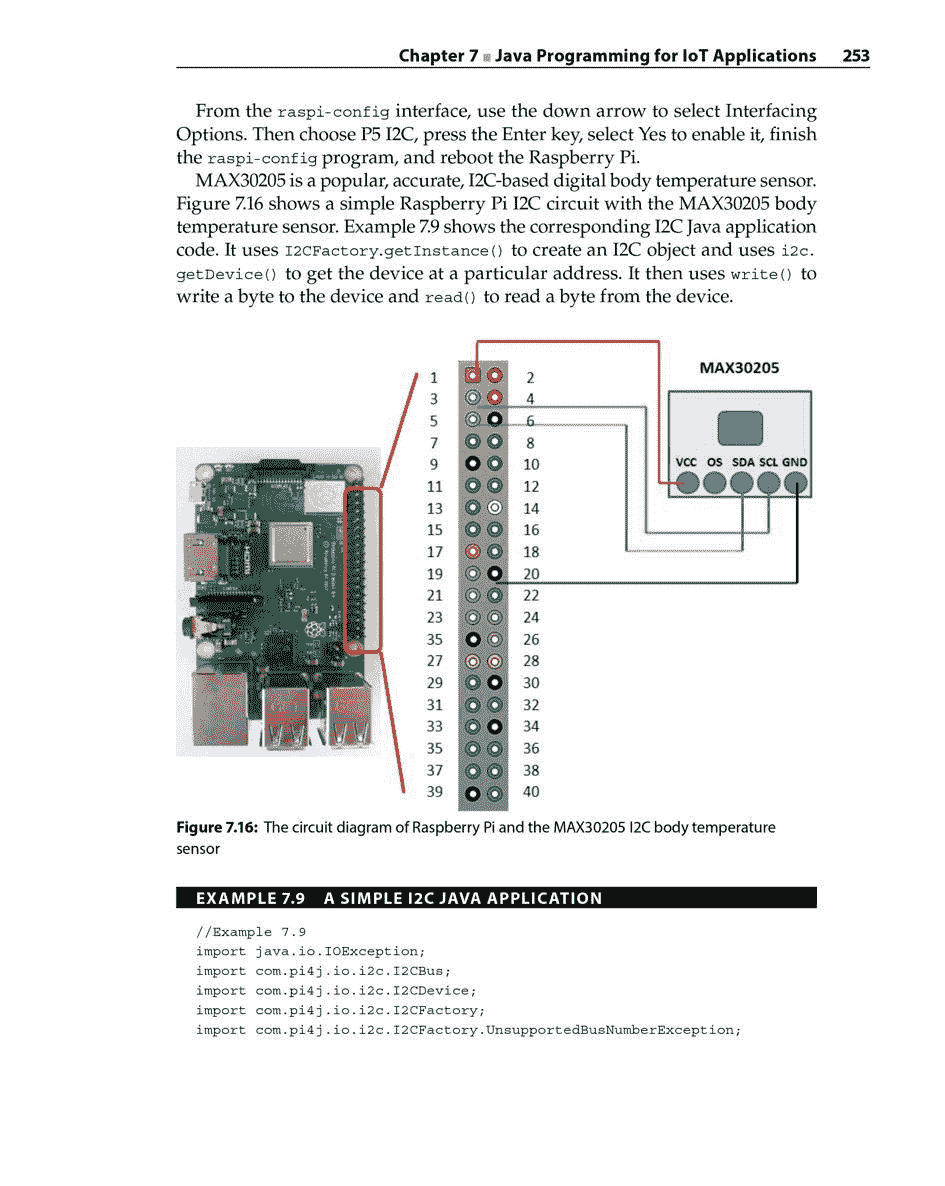 Chapter 7 ■ Java Programming for IoT Applications 253
From the raspi-config interface, use the down arrow to select Interfacing
Options. Then choose P5 I2C, press the Enter key, select Yes to enable it, finish
the raspi-config program, and reboot the Raspberry Pi.
MAX30205 is a popular, accurate, I2C-based digital body temperature sensor.
Figure 7.16 shows a simple Raspberry Pi I2C circuit with the MAX30205 body
temperature sensor. Example 7.9 shows the corresponding I2C Java application
code. It uses I2CFactory.getInstance() to create an I2C object and uses i2c.
getDevice() to get the device at a particular address. It then uses write() to
write a byte to the device and read() to read a byte from the device.
MAX30205
VCC OS SDA SCL GND
1 2
3 4
5 6
7 8
9 10
11 12
13 14
15 16
17 18
19 20
21 22
23 24
35 26
27 28
29 30
31 32
33 34
35 36
37 38
39 40
HDMI
Figure 7.16: The circuit diagram of Raspberry Pi and the MAX30205 I2C body temperature
sensor
EXAMPLE 7.9 A SIMPLE I2C JAVA APPLICATION
//Example 7.9
import java.io.IOException;
import com.pi4j.io.i2c.I2CBus;
import com.pi4j.io.i2c.I2CDevice;
import com.pi4j.io.i2c.I2CFactory;
import com.pi4j.io.i2c.I2CFactory.UnsupportedBusNumberException;